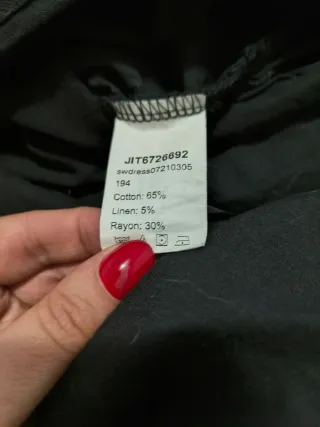 JIT6726692
swdress07210305
194
Cotton: 65%
Linen: 5%
Rayon: 30%